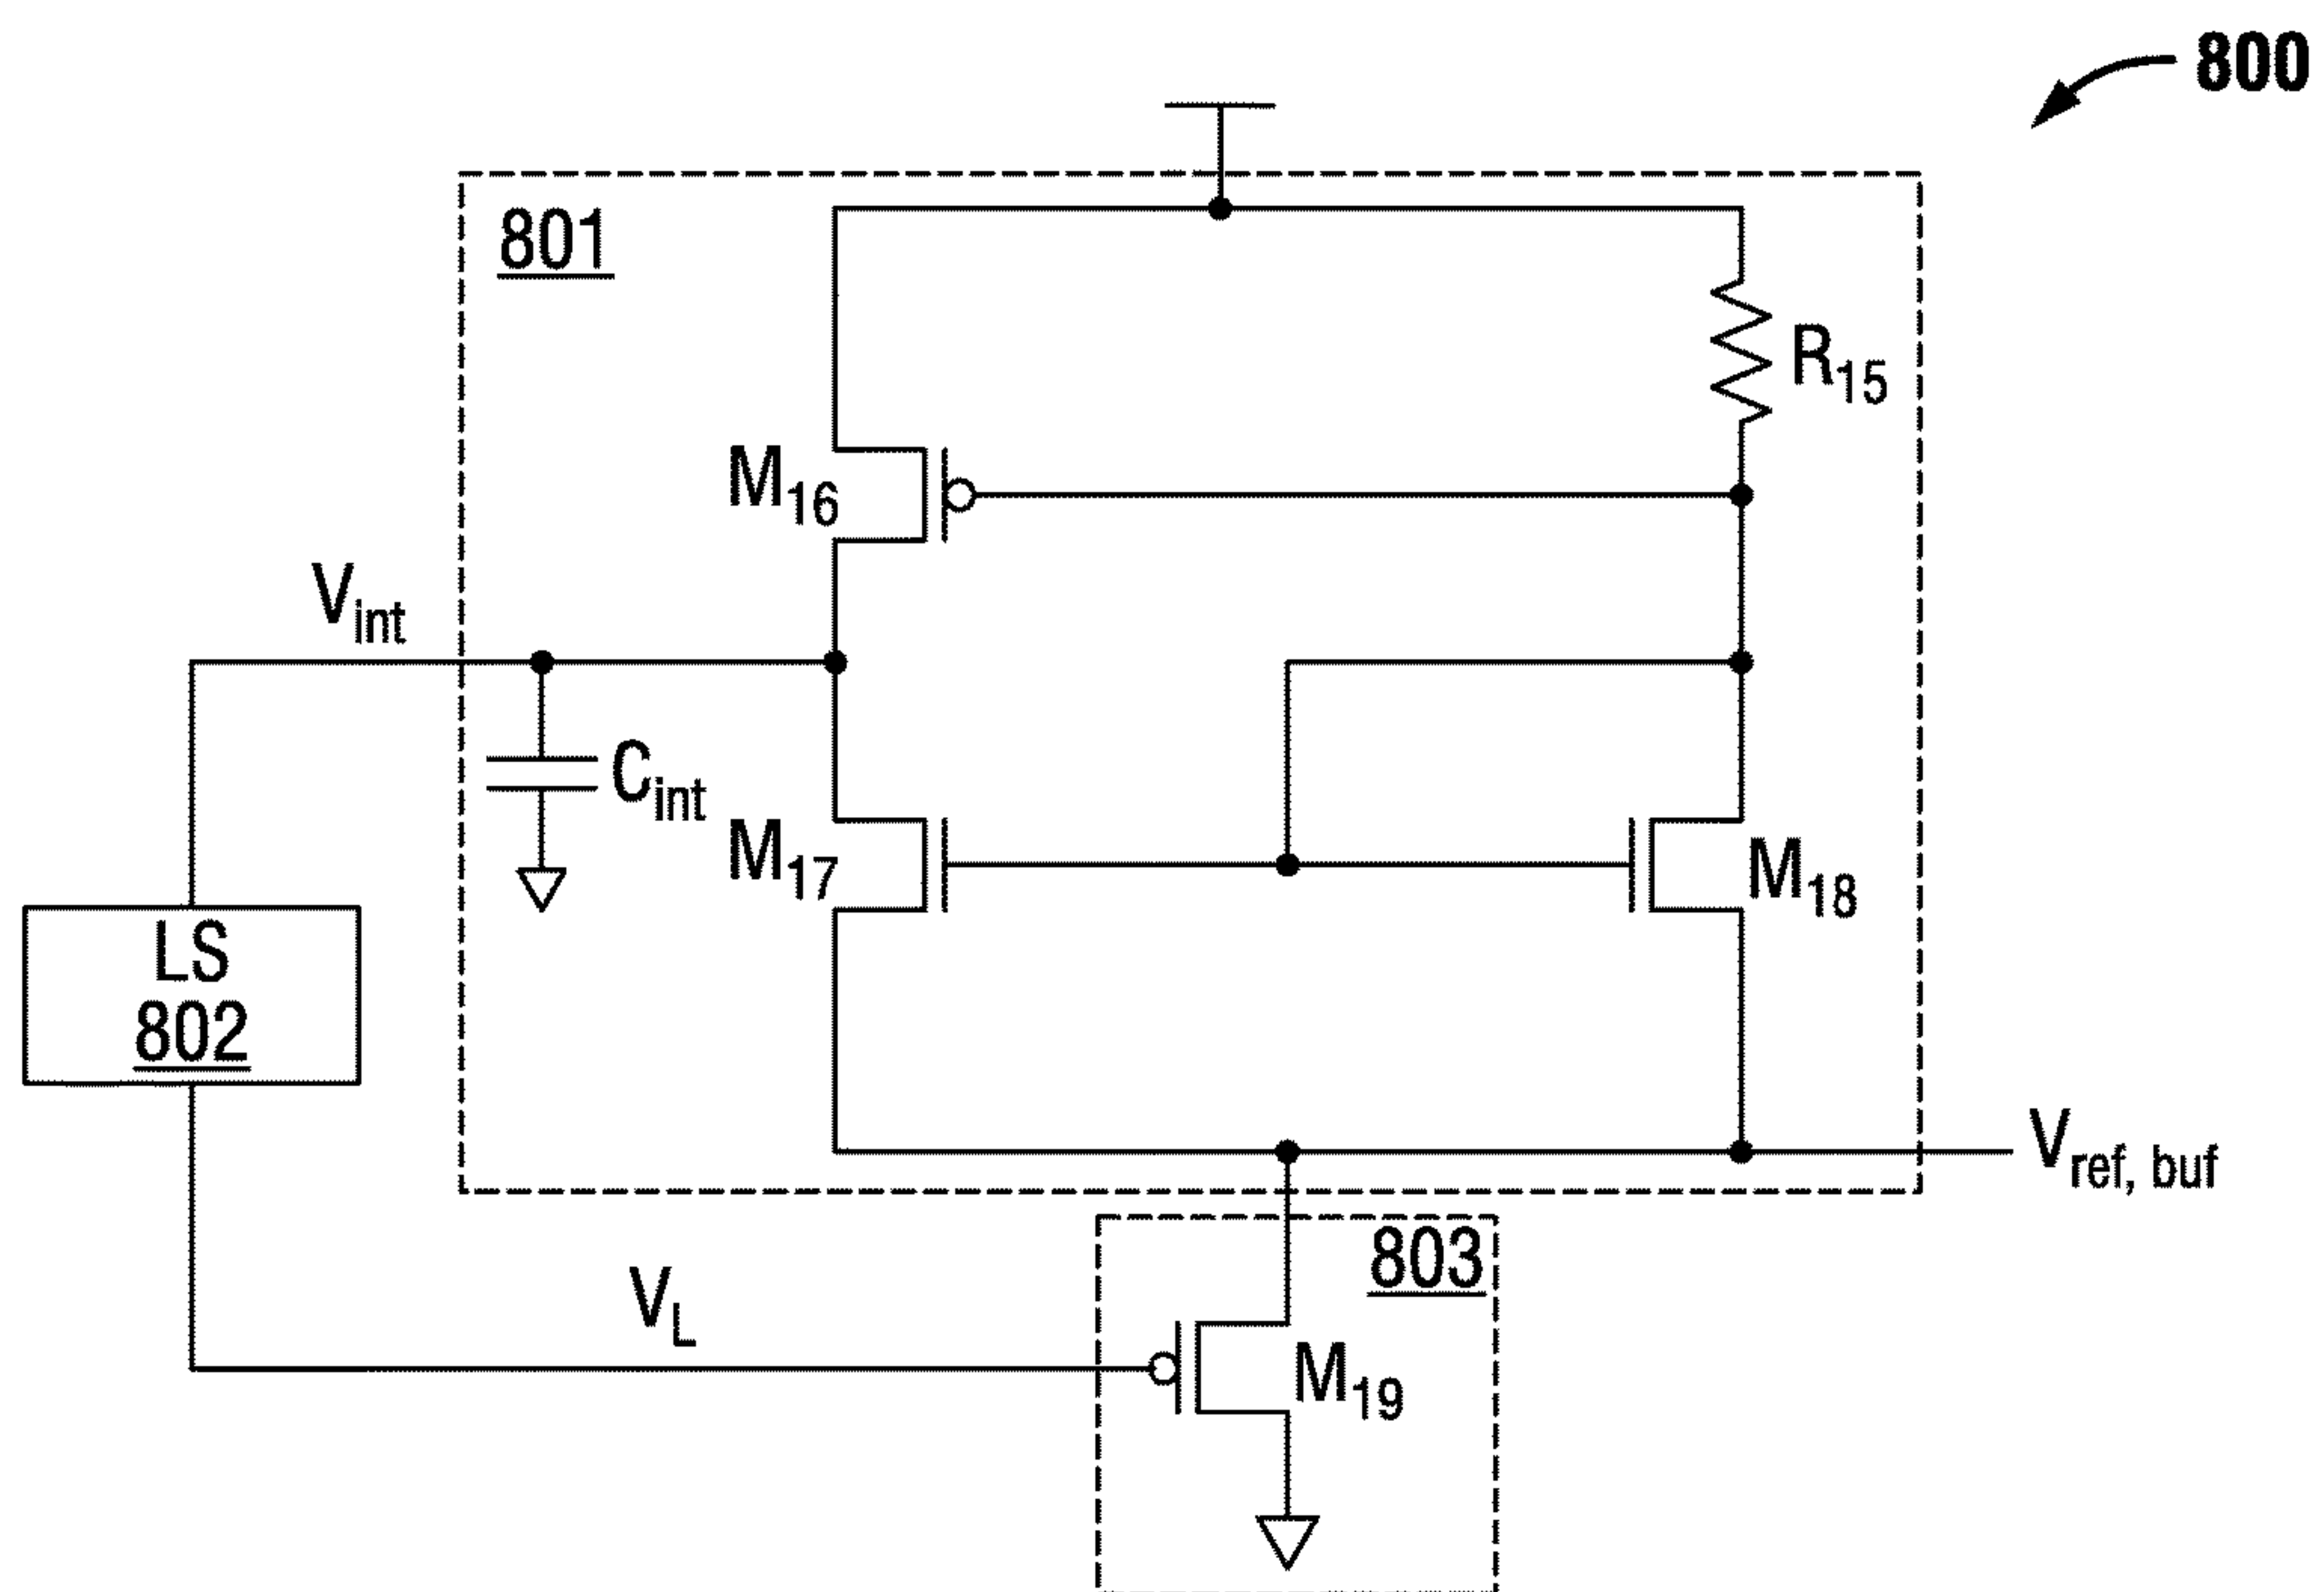 800
801
R15
M16
Vint
Cint
M17
M18
LS
802
Vref, buf
803
VL
M19